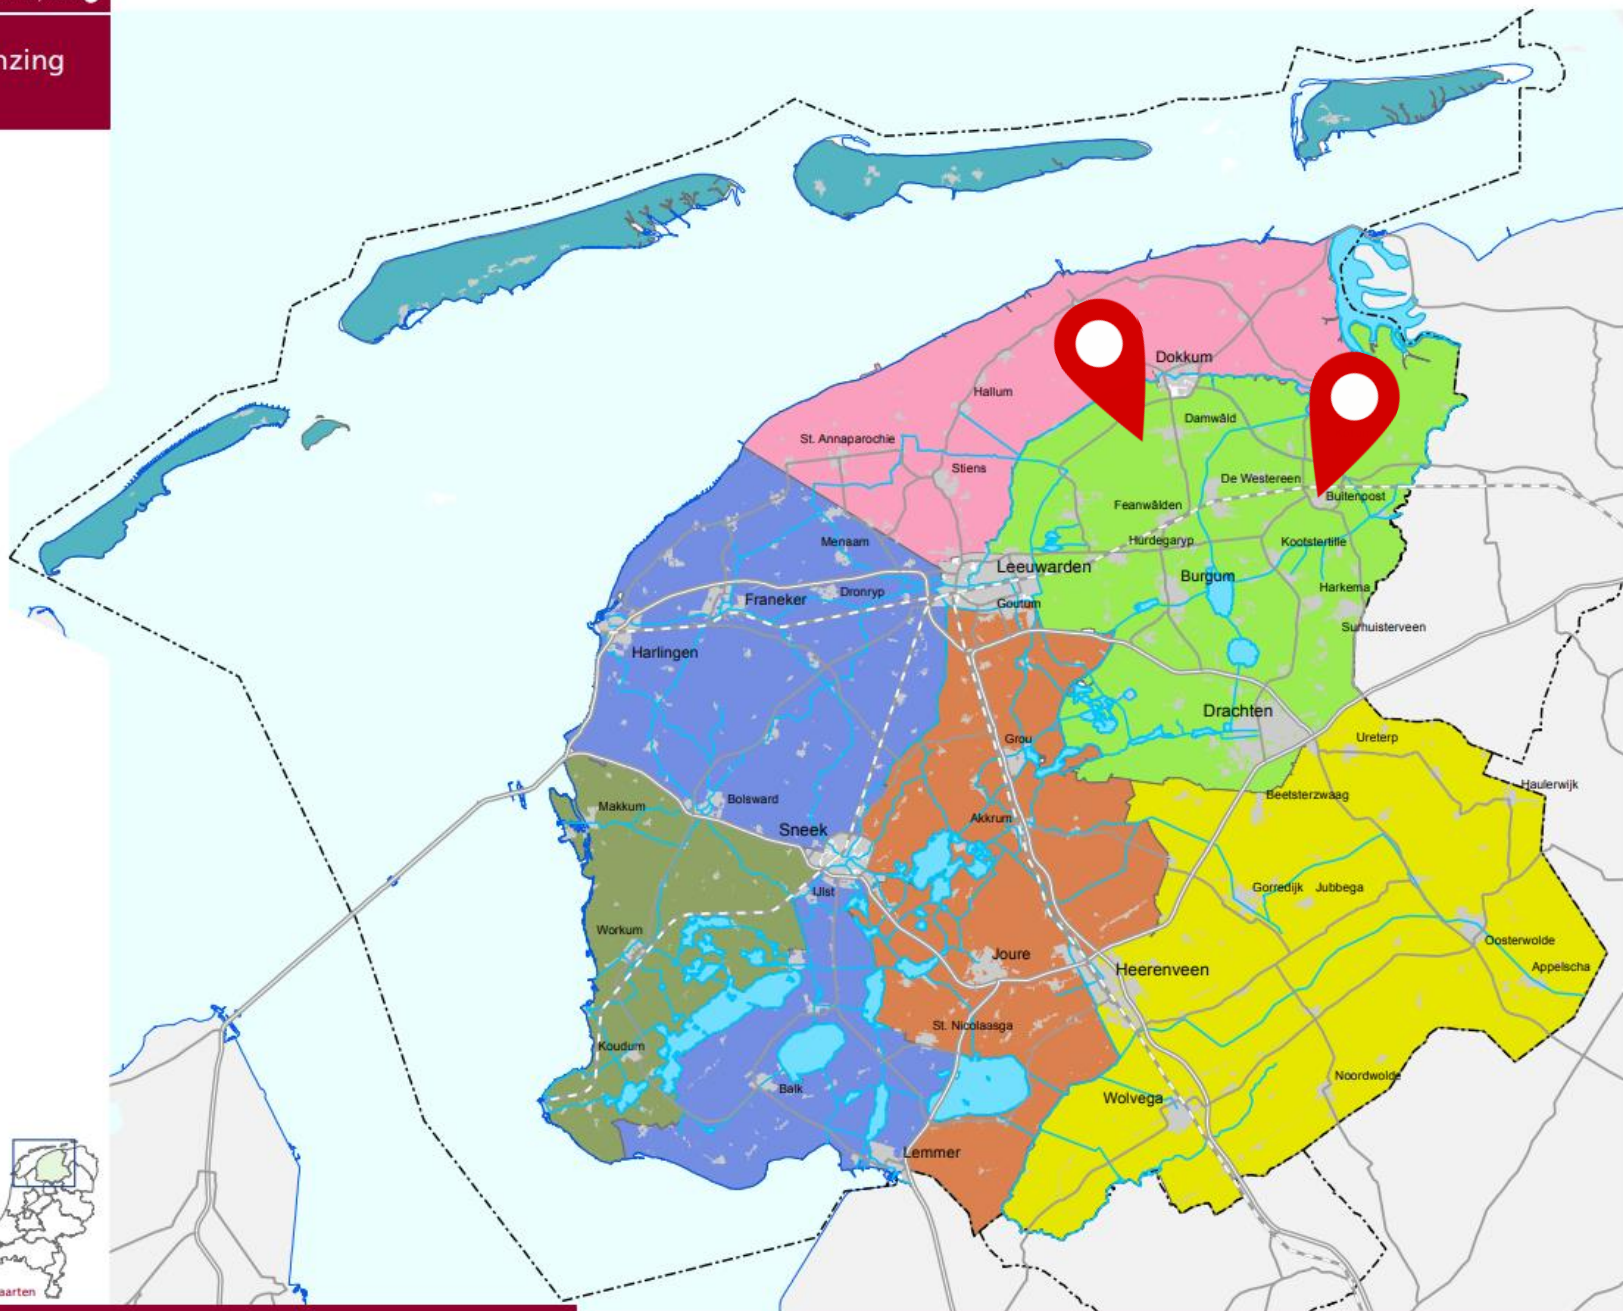 nzing
Dokkum
Hallum
Damwâld
St. Annaparochie
Stiens
De Westereen
Buitenpost
Feanwâlden
Menaam
Hurdegaryp
Kootstertille
Leeuwarden
Burgum
Harkema
Dronryp
Franeker
Goutum
Surhuisterveen
Harlingen
Drachten
Grou
Ureterp
Haulerwijk
Bolsward
Makkum
Beetsterzwaag
Akkrum
Sneek
IJlst
Gorredijk
Jubbega
Workum
Oosterwolde
Joure
Heerenveen
Appelscha
St. Nicolaasga
Koudum
Noordwolde
Balk
Wolvega
Lemmer
aarten